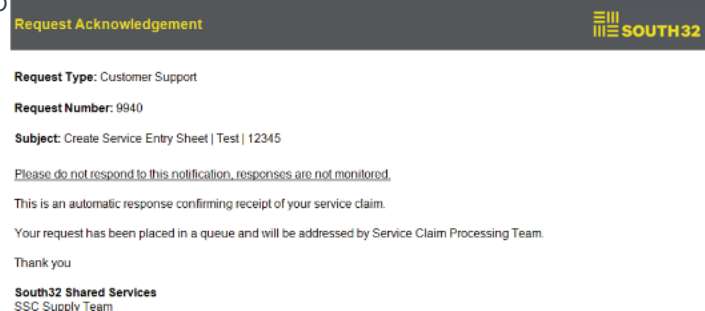 Request Acknowledgement
SOUTH32
Request Type: Customer Support
Request Number: 9940
Subject: Create Service Entry Sheet | Test | 12345
Please do not respond to this notification, responses are not monitored.
This is an automatic response confirming receipt of your service claim.
Your request has been placed in a queue and will be addressed by Service Claim Processing Team.
Thank you
South32 Shared Services
SSC Supply Team